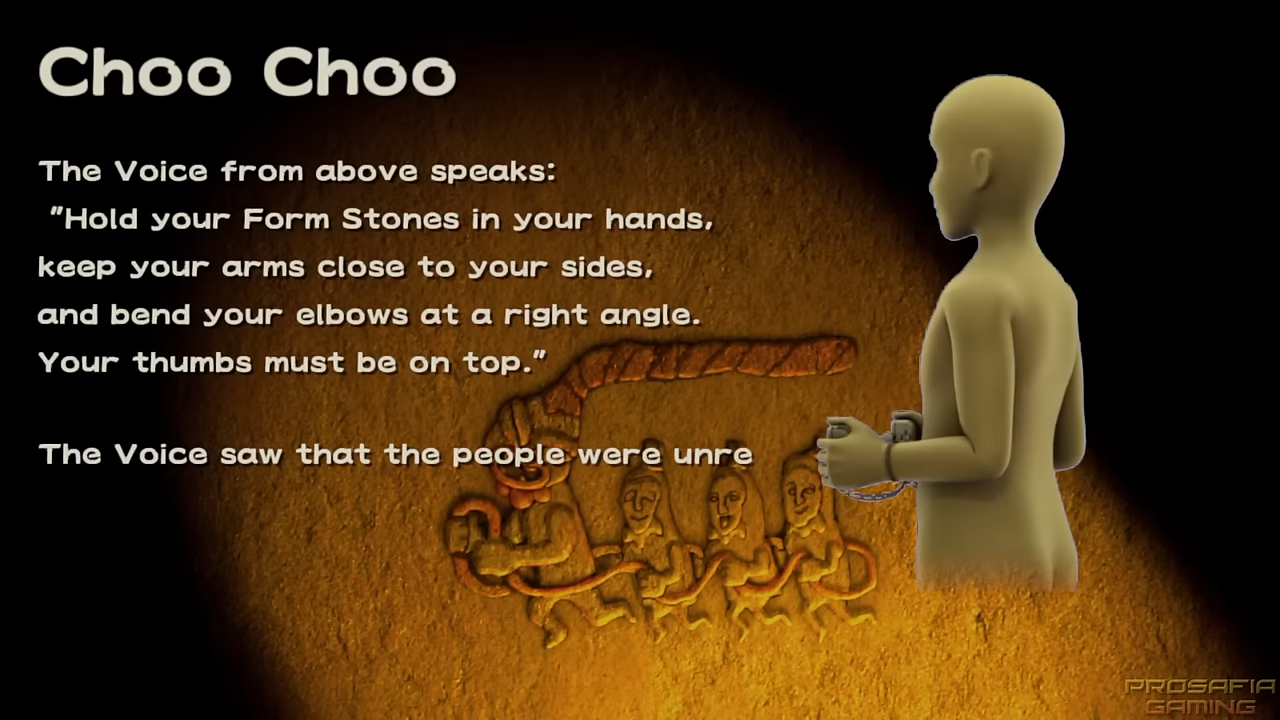 Choo Choo
The Voice from above speaks:
"Hold your Form Stones in your hands,
keep your arms close to your sides,
and bend your elbows at a right angle.
Your thumbs must be on top."
The Voice saw that the people were unre
PROSAFIA
GAMING